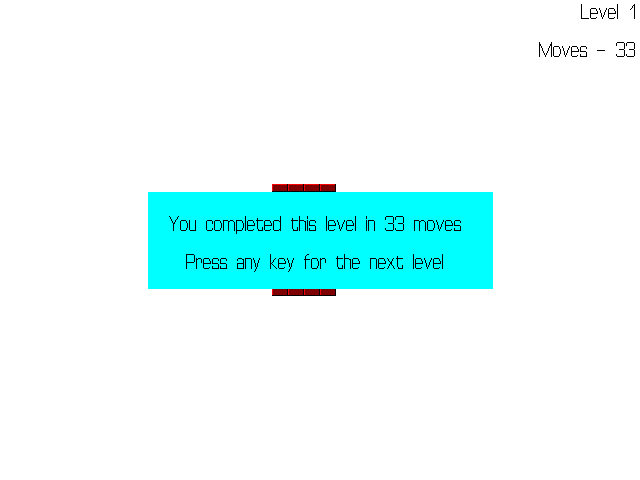 Level 1
Moves - 33
You completed this level in 33 moves
Press any key for the next level